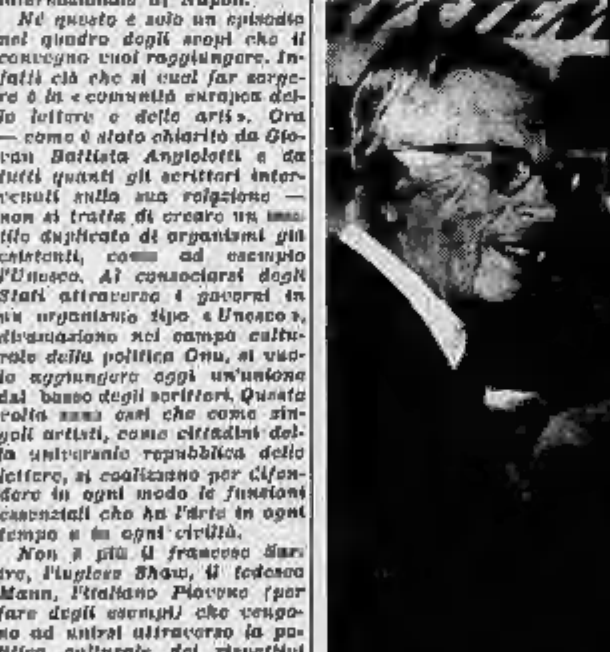 internazionale di Napoli.
Né questo è solo un episodio
nel quadro degli scopi che il
convegno vuol raggiungere. In-
fatti ciò che si vuol far sorge-
re è la « comunità europea del-
le lettere e delle arti ». Ora
— come è stato chiarito da Gio-
van Battista Angioletti e da
tutti quanti gli scrittori inter-
venuti sulla sua relazione —
non si tratta di creare un
tile duplicato di organismi già
esistenti, come ad esempio
l'Unesco. Al consociarsi degli
Stati attraverso i governi in
un organismo tipo « Unesco »,
diramazione nel campo cultu-
rale della politica Onu, si vuo-
le aggiungere oggi un'unione
dal basso degli scrittori. Questa
volta sono essi che come sin-
goli artisti, come cittadini del-
la universale repubblica delle
lettere, si coalizzano per difen-
dere in ogni modo le funzioni
essenziali che ha l'arte in ogni
tempo e in ogni civiltà.
Non è più il francese Sar-
tre, l'inglese Shaw, il tedesco
Mann, l'italiano Piovene (per
fare degli esempi) che vengo-
no ad unirsi attraverso la po-
litica culturale dei rispettivi